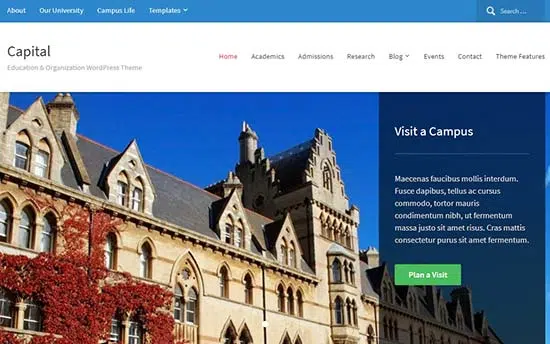 About Our University Campus Life Templates
Search ...
Capital
Education & Organization WordPress Theme
Home Academics Admissions Research Blog Events Contact Theme Features
Visit a Campus
Maecenas faucibus mollis interdum.
Fusce dapibus, tellus ac cursus
commodo, tortor mauris
condimentum nibh, ut fermentum
massa justo sit amet risus. Cras mattis
consectetur purus sit amet fermentum.
Plan a Visit